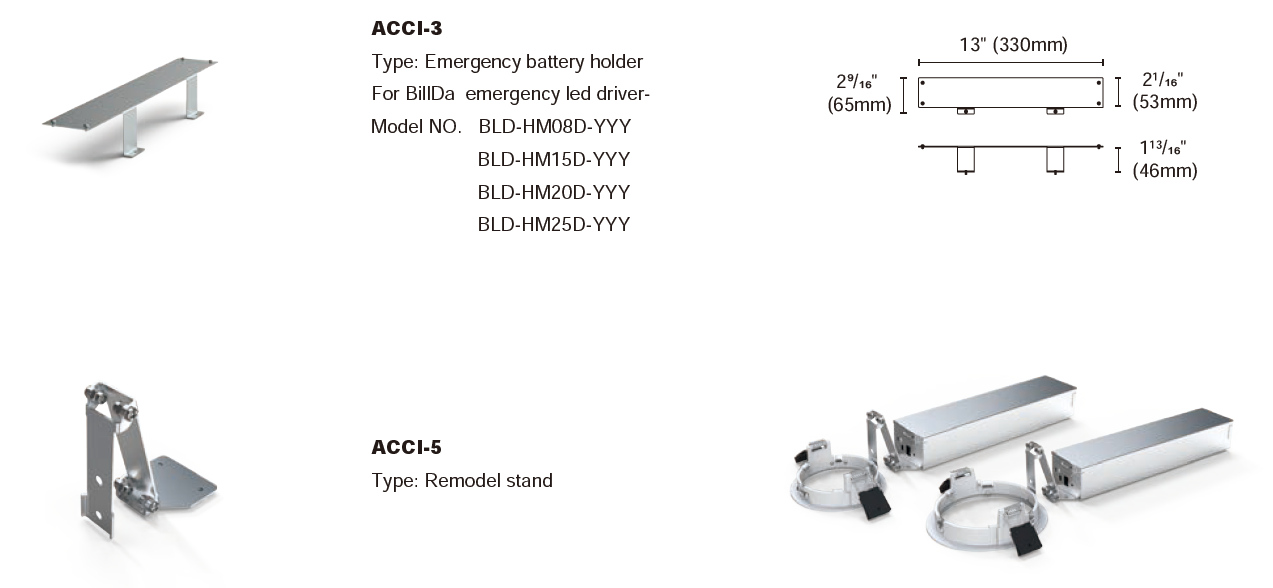 ACCI-3
Type: Emergency battery holder
For BillDa emergency led driver-
Model NO. BLD-HM08D-YYY
BLD-HM15D-YYY
BLD-HM20D-YYY
BLD-HM25D-YYY
13" (330mm)
2⁹/₁₆"
(65mm)
2¹/₁₆"
(53mm)
1¹³/₁₆"
(46mm)
ACCI-5
Type: Remodel stand